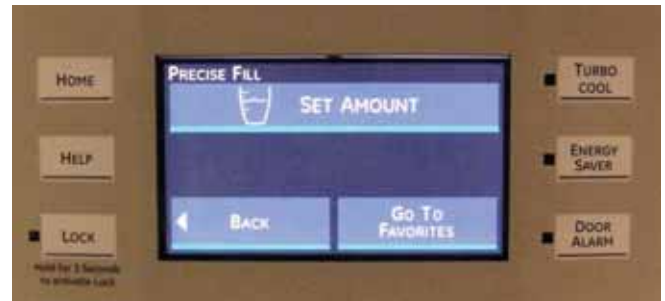 HOME
HELP
LOCK
Hold for 3 Seconds
to activate Lock
PRECISE FILL
SET AMOUNT
BACK
GO TO
FAVORITES
TURBO
COOL
ENERGY
SAVER
DOOR
ALARM